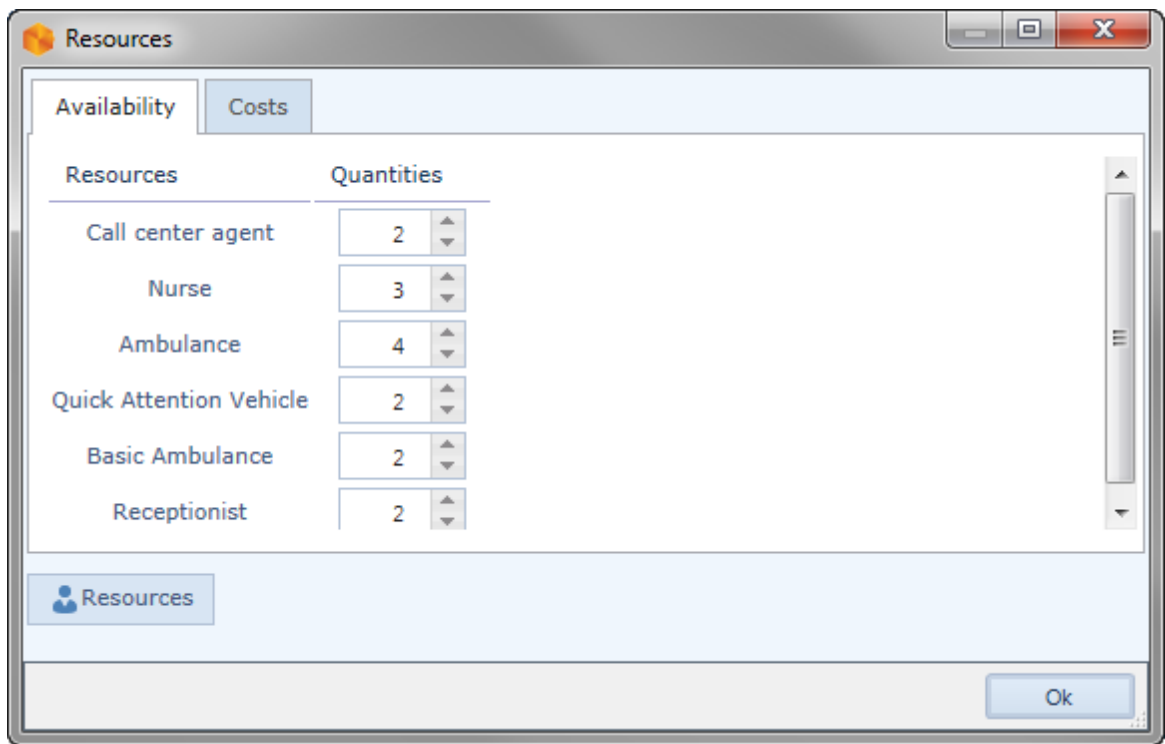 Resources
Availability Costs
Resources Quantities
Call center agent 2
Nurse 3
Ambulance 4
Quick Attention Vehicle 2
Basic Ambulance 2
Receptionist 2
Resources
Ok